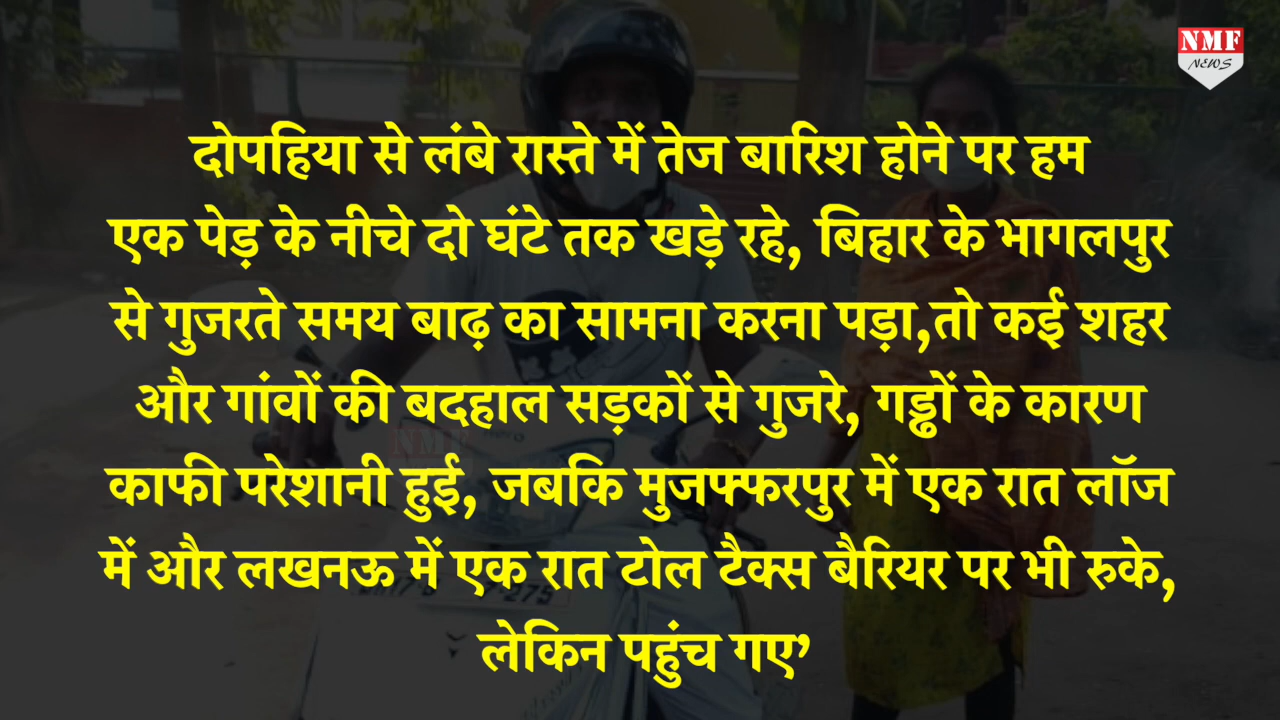 NMF
NEWS
दोपहिया से लंबे रास्ते में तेज बारिश होने पर हम
एक पेड़ के नीचे दो घंटे तक खड़े रहे, बिहार के भागलपुर
से गुजरते समय बाढ़ का सामना करना पड़ा,तो कई शहर
और गांवों की बदहाल सड़कों से गुजरे, गड्ढों के कारण
काफी परेशानी हुई, जबकि मुजफ्फरपुर में एक रात लॉज
में और लखनऊ में एक रात टोल टैक्स बैरियर पर भी रुके,
लेकिन पहुंच गए’
NMF